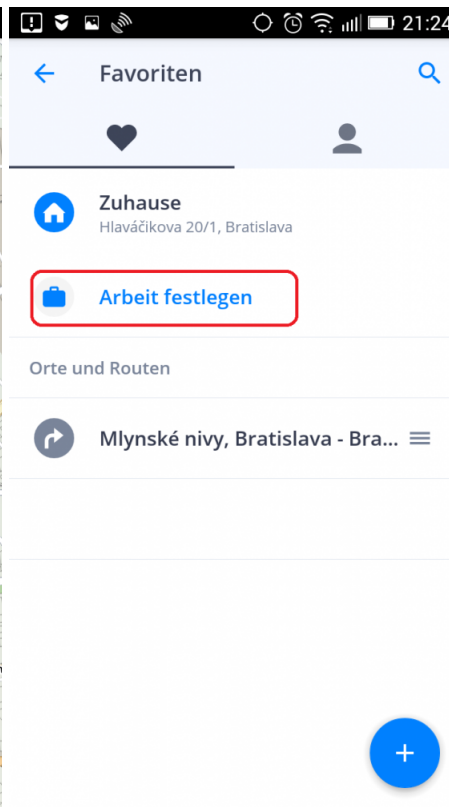 21:24
Favoriten
Zuhause
Hlaváčikova 20/1, Bratislava
Arbeit festlegen
Orte und Routen
Mlynské nivy, Bratislava - Bra...